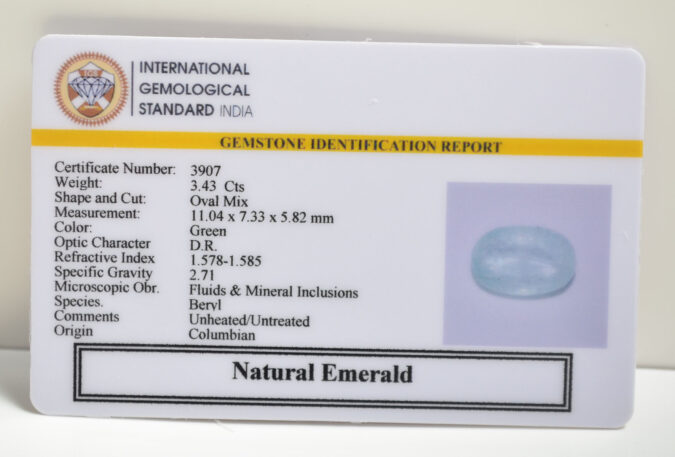 IGS
INTERNATIONAL
GEMOLOGICAL
STANDARD INDIA
GEMSTONE IDENTIFICATION REPORT
Certificate Number: 3907
Weight: 3.43 Cts
Shape and Cut: Oval Mix
Measurement: 11.04 x 7.33 x 5.82 mm
Color: Green
Optic Character D.R.
Refractive Index 1.578-1.585
Specific Gravity 2.71
Microscopic Obr. Fluids & Mineral Inclusions
Species. Beryl
Comments Unheated/Untreated
Origin Columbian
Natural Emerald